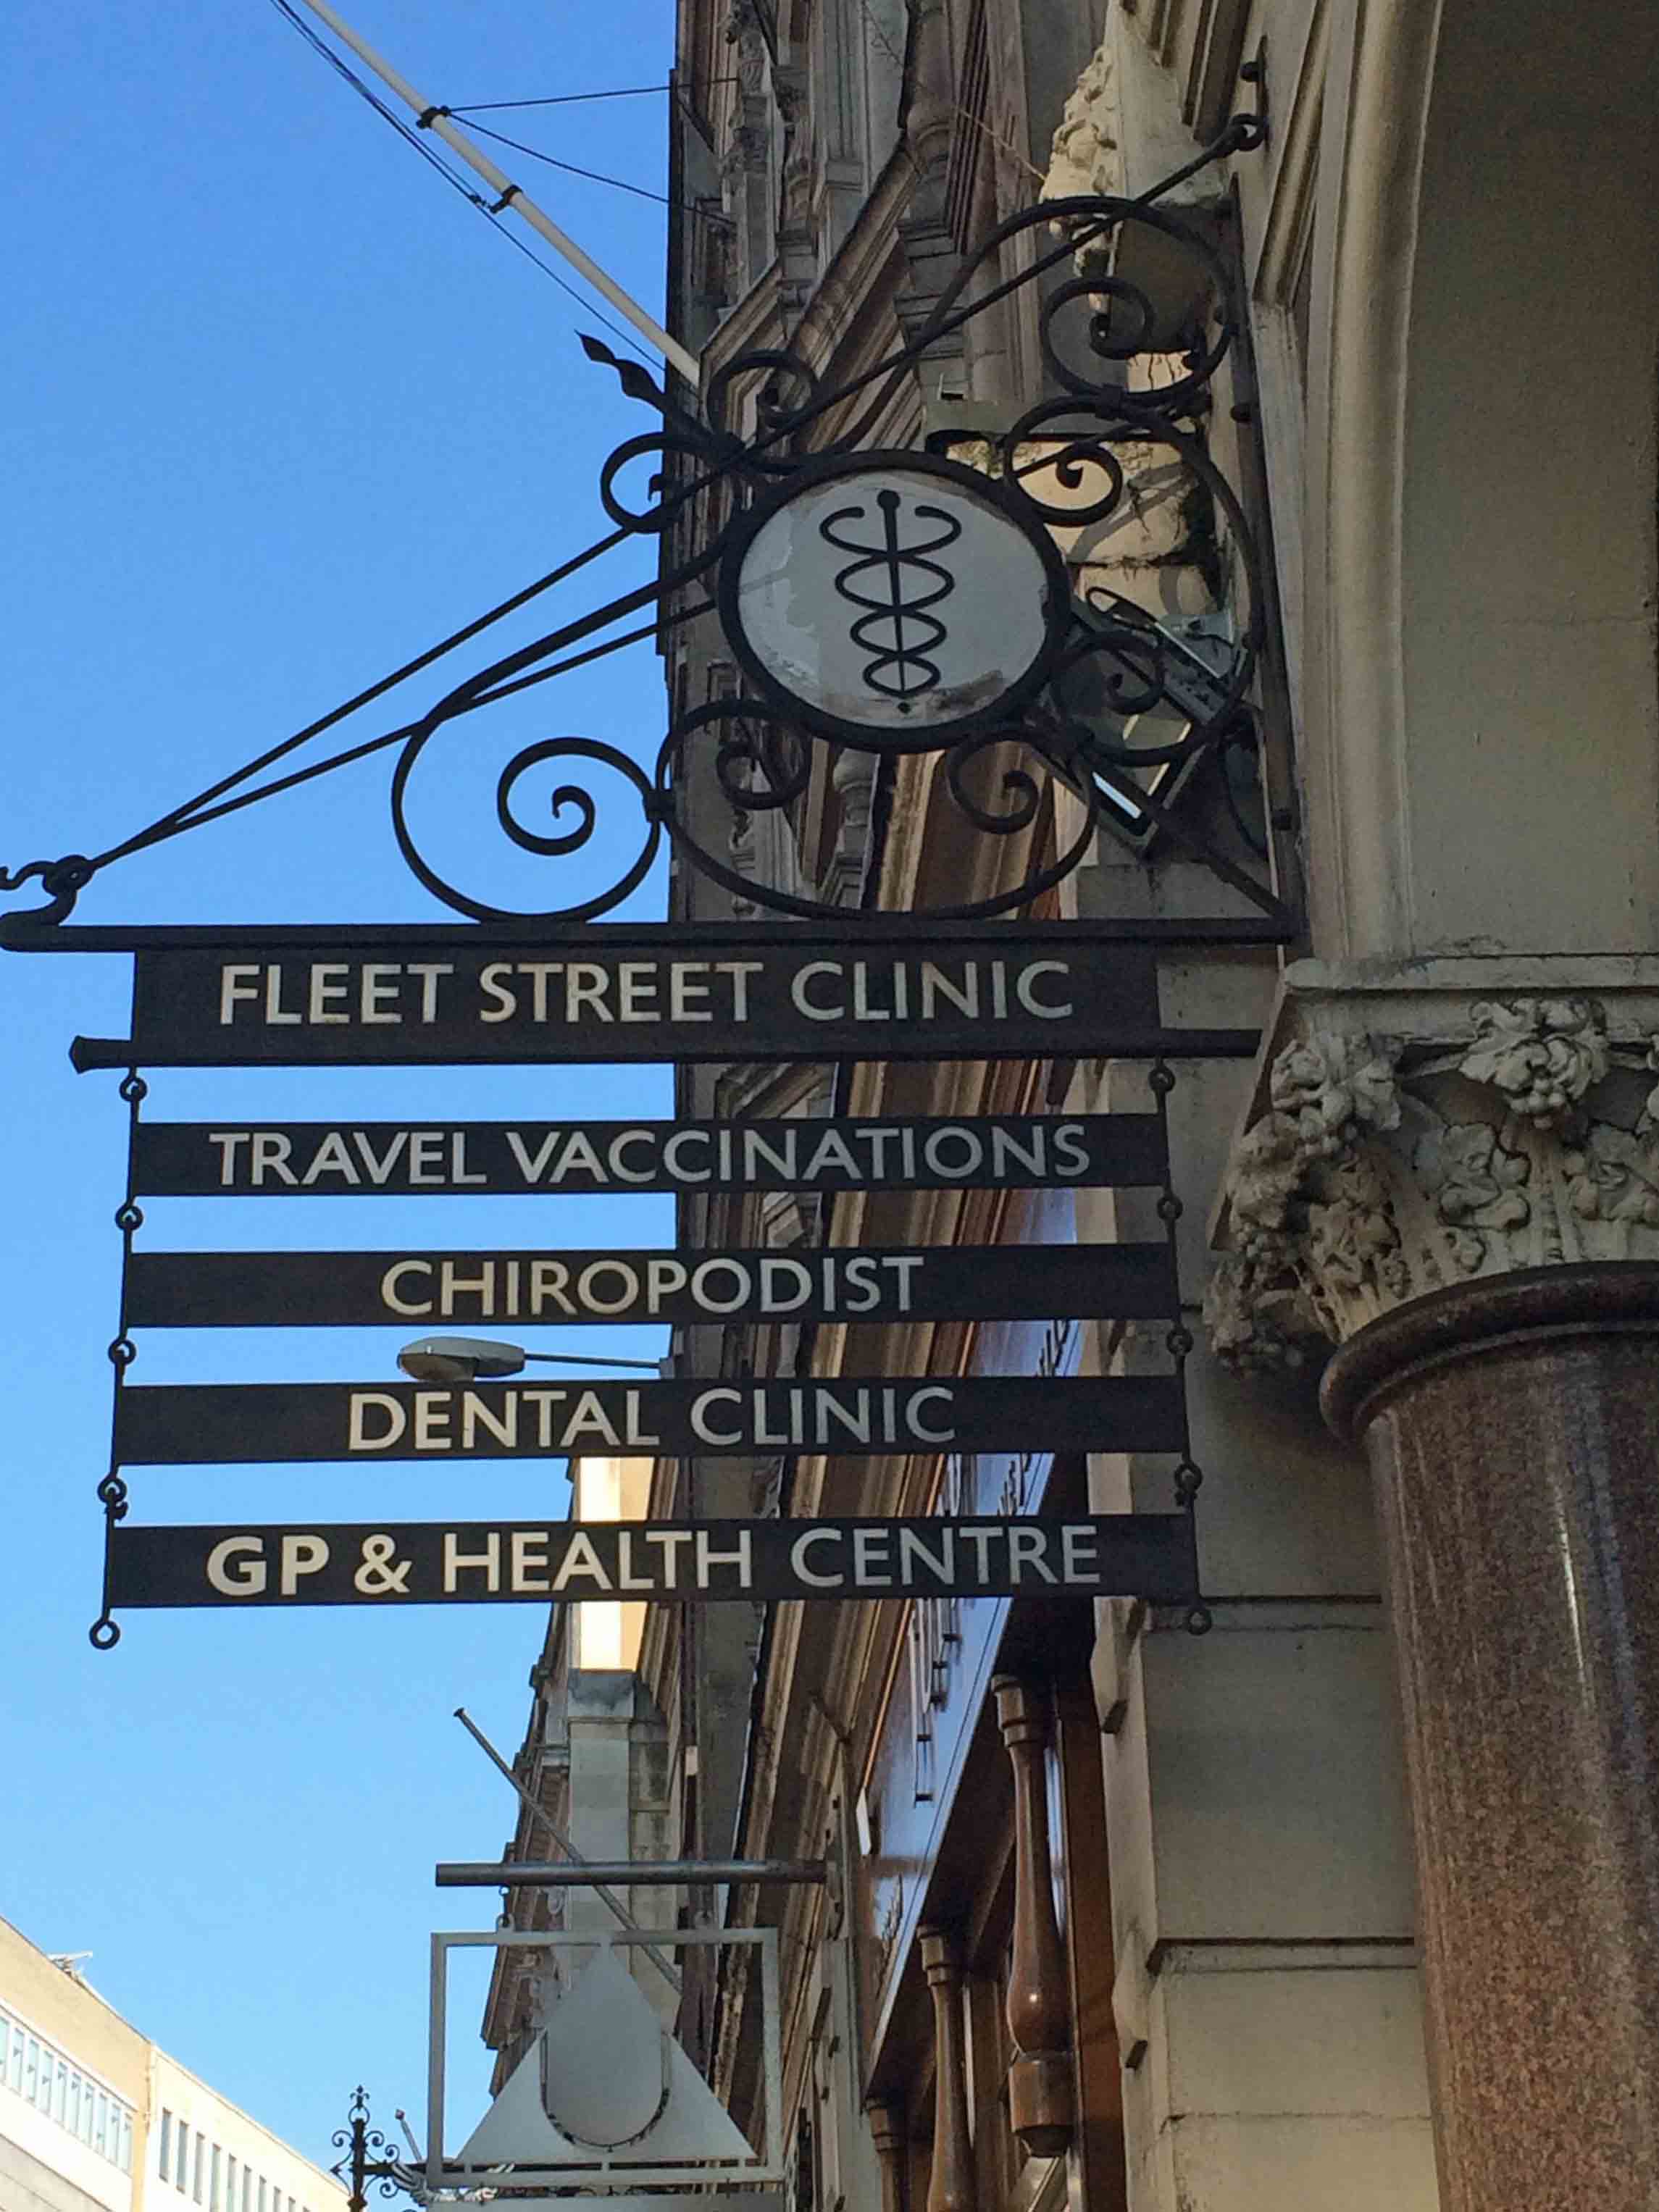 FLEET STREET CLINIC
TRAVEL VACCINATIONS
CHIROPODIST
DENTAL CLINIC
GP & HEALTH CENTRE